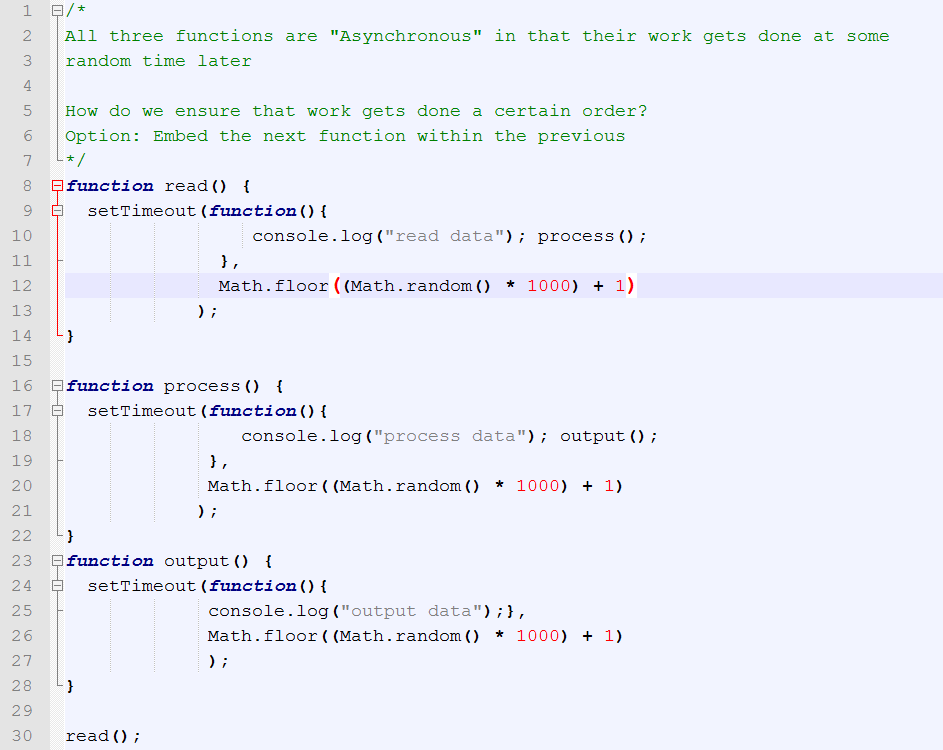 1 /*
2 All three functions are "Asynchronous" in that their work gets done at some
3 random time later
4
5 How do we ensure that work gets done a certain order?
6 Option: Embed the next function within the previous
7 */
8 function read() {
9 setTimeout(function(){
10 console.log("read data"); process();
11 },
12 Math.floor((Math.random() * 1000) + 1)
13 );
14 }
15
16 function process() {
17 setTimeout(function(){
18 console.log("process data"); output();
19 },
20 Math.floor((Math.random() * 1000) + 1)
21 );
22 }
23 function output() {
24 setTimeout(function(){
25 console.log("output data");},
26 Math.floor((Math.random() * 1000) + 1)
27 );
28 }
29
30 read();